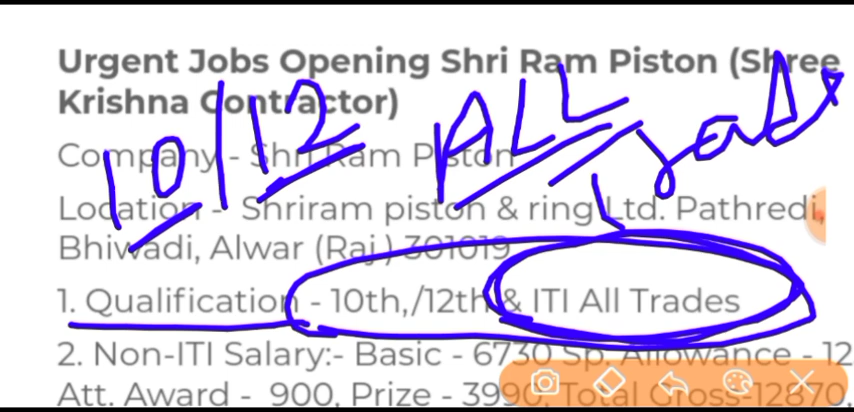 Urgent Jobs Opening Shri Ram Piston (Shree
Krishna Contractor)
10/12 ALL Trade
Company - Shri Ram Piston
Location - Shriram piston & ring Ltd. Pathredi,
Bhiwadi, Alwar (Raj.) 301019
1. Qualification - 10th,/12th & ITI All Trades
2. Non-ITI Salary:- Basic - 6730 Sp. Allowance - 12
Att. Award - 900, Prize - 3990, Total Gross-12870,